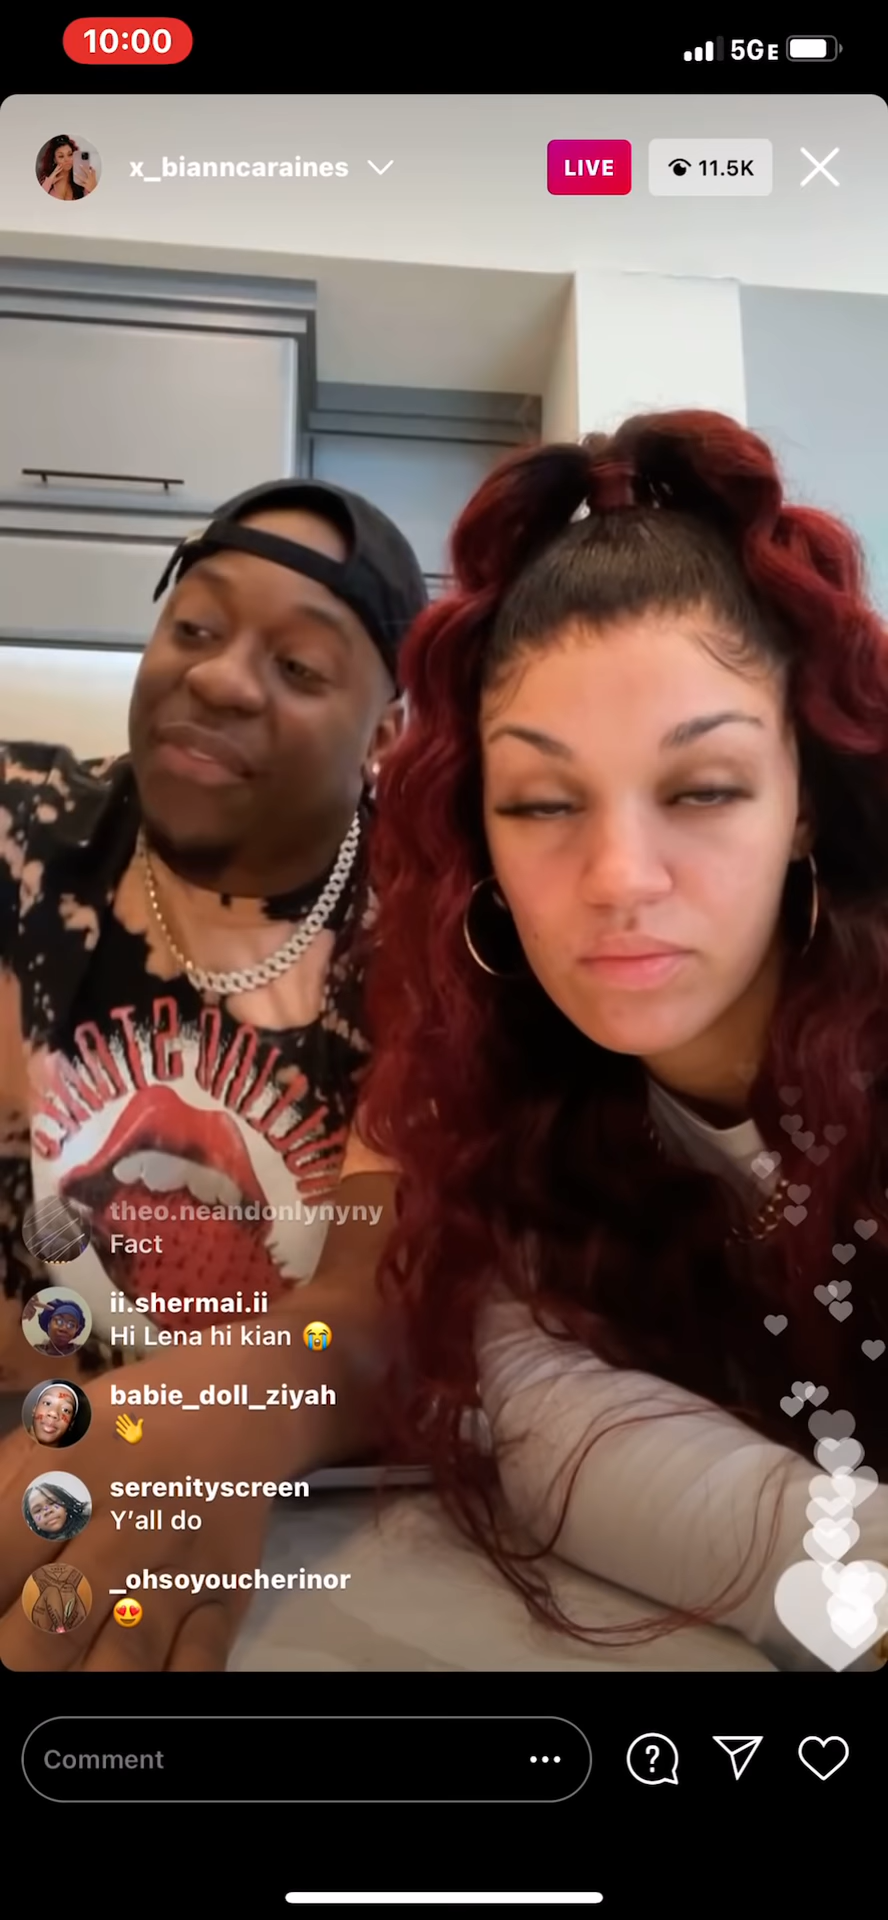 10:00
5GE
x_bianncaraines
LIVE
11.5K
theo.neandonlynyny
Fact
ii.shermai.ii
Hi Lena hi kian 😭
babie_doll_ziyah
👋
serenityscreen
Y’all do
_ohsoyoucherinor
😍
Comment